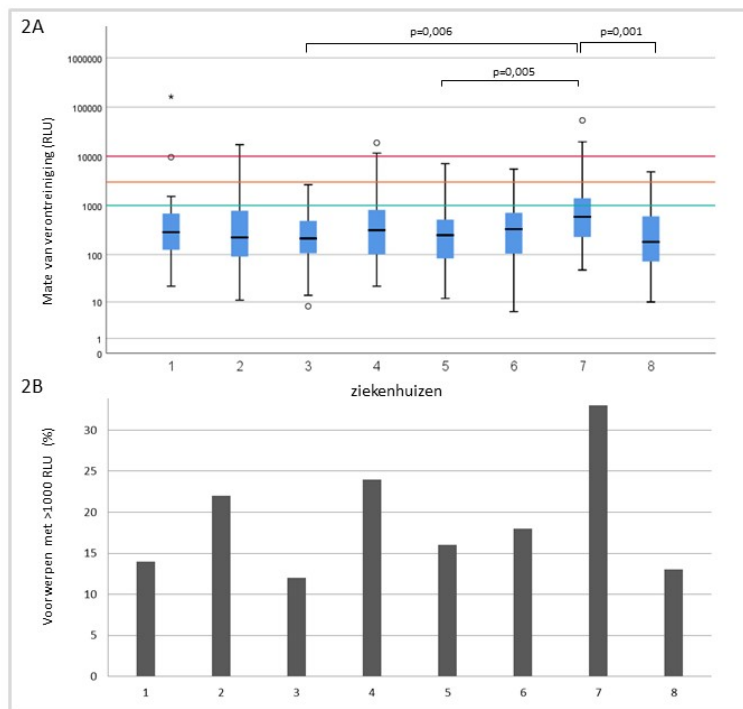 2A
p=0,006
p=0,001
p=0,005
Mate van verontreiniging (RLU)
1000000
100000
10000
1000
100
10
1
0
1 2 3 4 5 6 7 8
ziekenhuizen
2B
Voorwerpen met >1000 RLU (%)
30
25
20
15
10
5
0
1 2 3 4 5 6 7 8